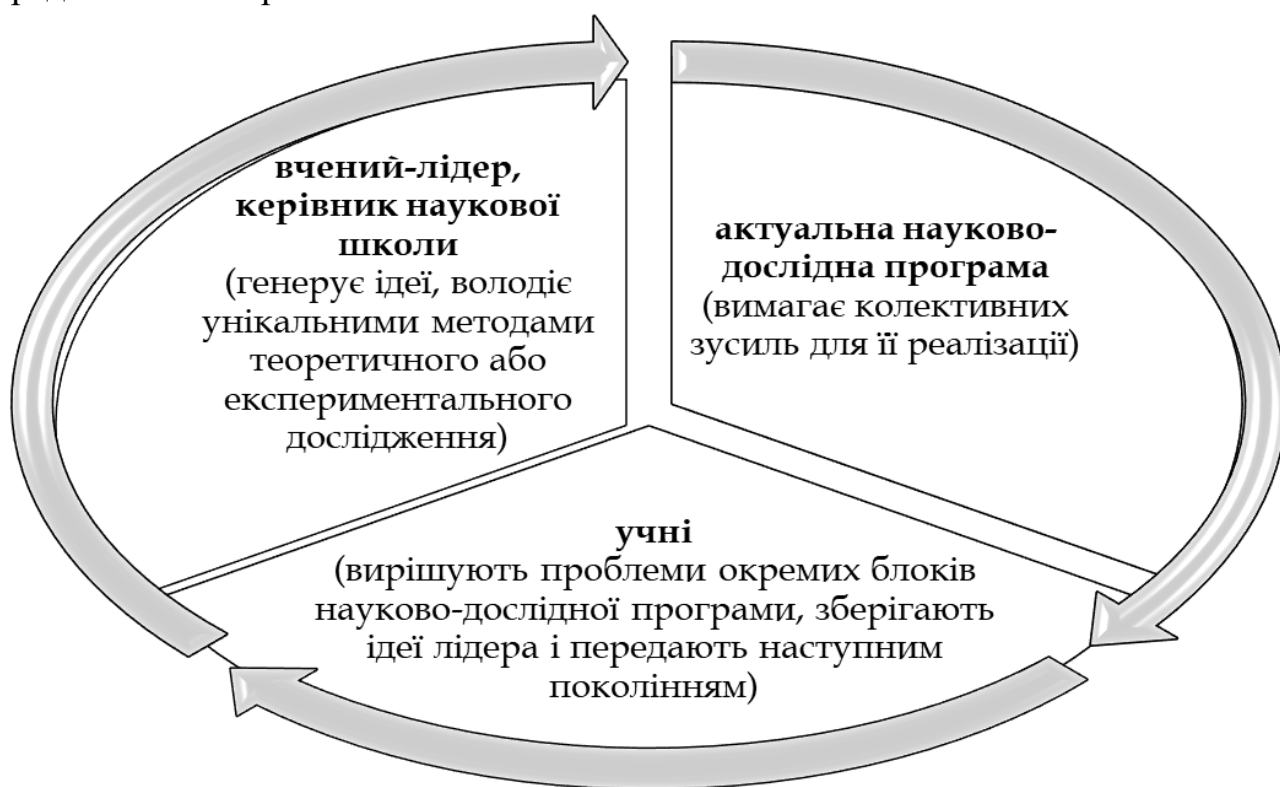 вчений-лідер,
керівник наукової
школи
(генерує ідеї, володіє
унікальними методами
теоретичного або
експериментального
дослідження)
актуальна науково-
дослідна програма
(вимагає колективних
зусиль для її реалізації)
учні
(вирішують проблеми окремих блоків
науково-дослідної програми, зберігають
ідеї лідера і передають наступним
поколінням)